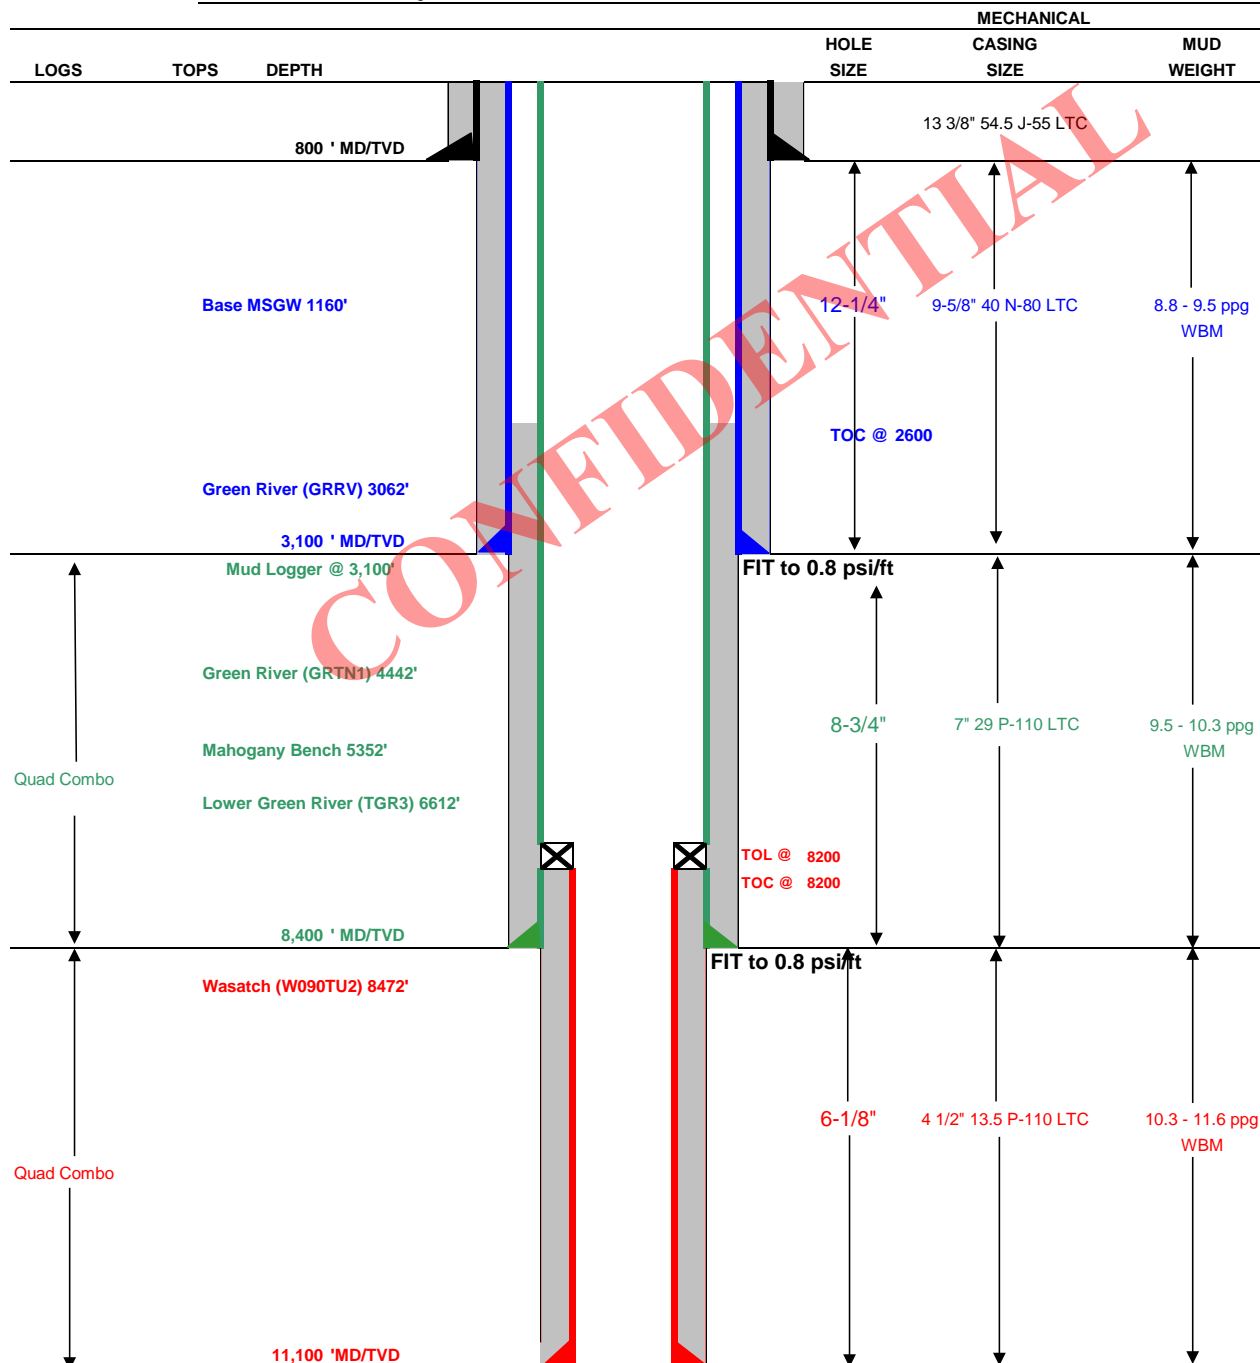 MECHANICAL
HOLE CASING MUD
LOGS TOPS DEPTH SIZE SIZE WEIGHT
13 3/8" 54.5 J-55 LTC
800 ' MD/TVD
Base MSGW 1160' 12-1/4" 9-5/8" 40 N-80 LTC 8.8 - 9.5 ppg
WBM
TOC @ 2600
Green River (GRRV) 3062'
3,100 ' MD/TVD
Mud Logger @ 3,100' FIT to 0.8 psi/ft
CONFIDENTIAL
Green River (GRTN1) 4442'
8-3/4" 7" 29 P-110 LTC 9.5 - 10.3 ppg
Mahogany Bench 5352' WBM
Quad Combo
Lower Green River (TGR3) 6612'
TOL @ 8200
TOC @ 8200
8,400 ' MD/TVD
FIT to 0.8 psi/ft
Wasatch (W090TU2) 8472'
6-1/8" 4 1/2" 13.5 P-110 LTC 10.3 - 11.6 ppg
WBM
Quad Combo
11,100 'MD/TVD